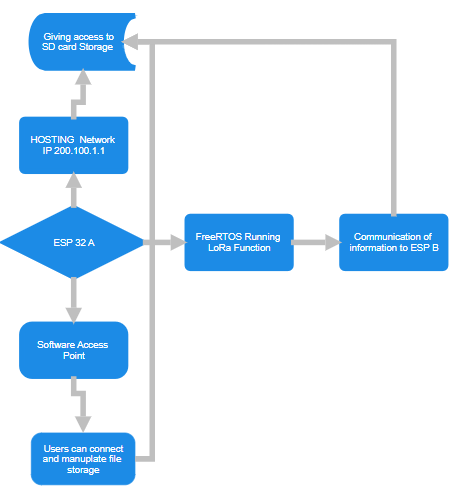 Giving access to
SD card Storage
HOSTING Network
IP 200.100.1.1
ESP 32 A
FreeRTOS Running
LoRa Function
Communication of
information to ESP B
Software Access
Point
Users can connect
and manuplate file
storage